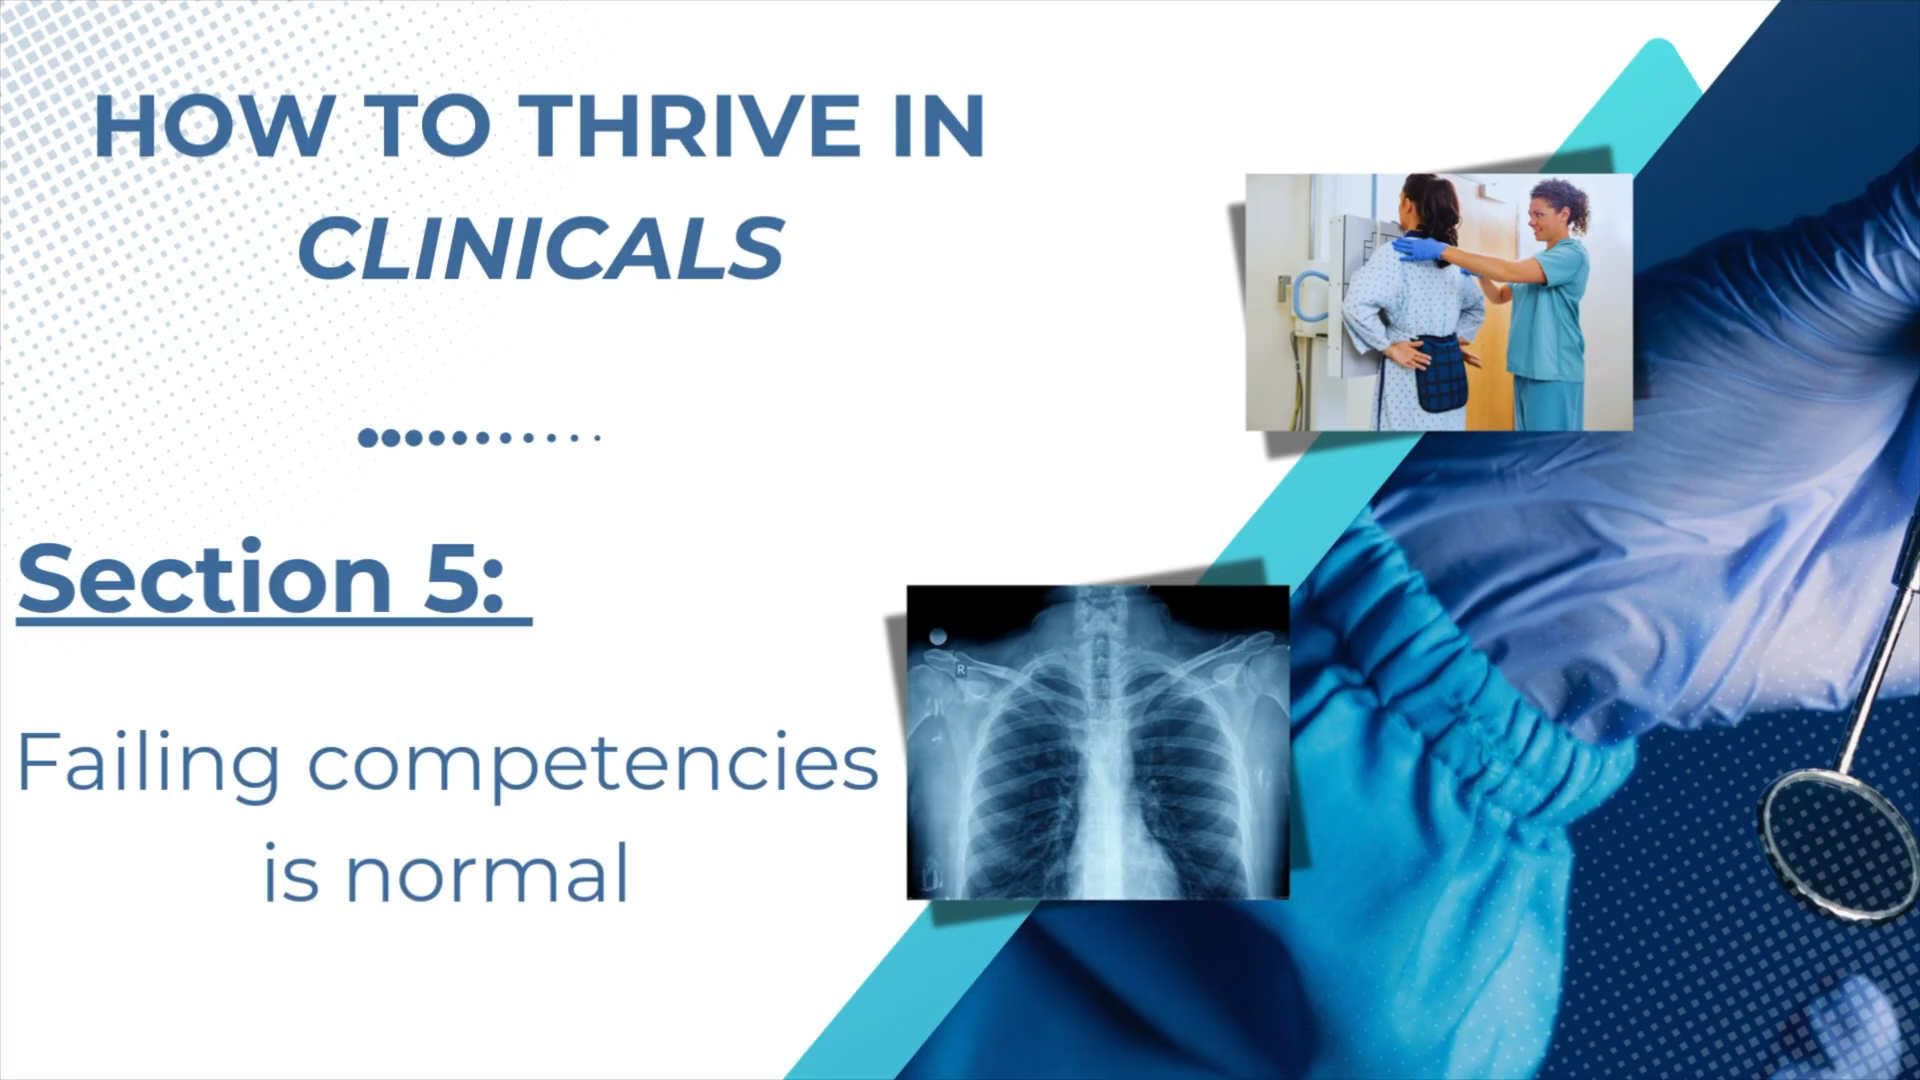 HOW TO THRIVE IN
CLINICALS
Section 5:
Failing competencies
is normal
R